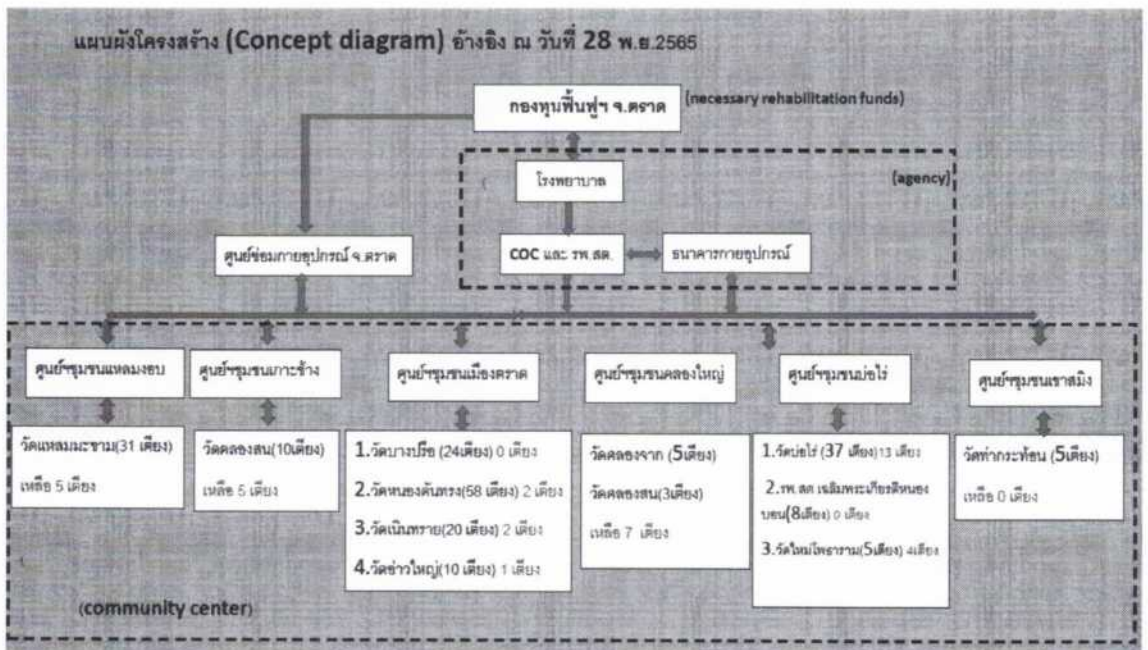 แผนผังโครงสร้าง (Concept diagram) อ้างอิง ณ วันที่ 28 พ.ย.2565
กองทุนฟื้นฟูฯ จ.ตราด
(necessary rehabilitation funds)
โรงพยาบาล
(agency)
ศูนย์ซ่อมกายอุปกรณ์ จ.ตราด
COC และ รพ.สต.
ธนาคารกายอุปกรณ์
ศูนย์ฯชุมชนแหลมงอบ
ศูนย์ฯชุมชนเกาะช้าง
ศูนย์ฯชุมชนเมืองตราด
ศูนย์ฯชุมชนคลองใหญ่
ศูนย์ฯชุมชนบ่อไร่
ศูนย์ฯชุมชนเขาสมิง
วัดแหลมมะขาม(31 เตียง)
เหลือ 5 เตียง
วัดคลองสน(10เตียง)
เหลือ 5 เตียง
1.วัดบางปรือ (24เตียง) 0 เตียง
2.วัดหนองคันทรง(58 เตียง) 2 เตียง
3.วัดเนินทราย(20 เตียง) 2 เตียง
4.วัดอ่าวใหญ่(10 เตียง) 1 เตียง
วัดคลองจาก (5เตียง)
วัดคลองสน(3เตียง)
เหลือ 7 เตียง
1.วัดบ่อไร่ (37 เตียง) 13 เตียง
2.รพ.สต เฉลิมพระเกียรติหนอง
บอน(8เตียง) 0 เตียง
3.วัดใหม่โพธาราม(5เตียง) 4เตียง
วัดท่ากระท้อน (5เตียง)
เหลือ 0 เตียง
(community center)